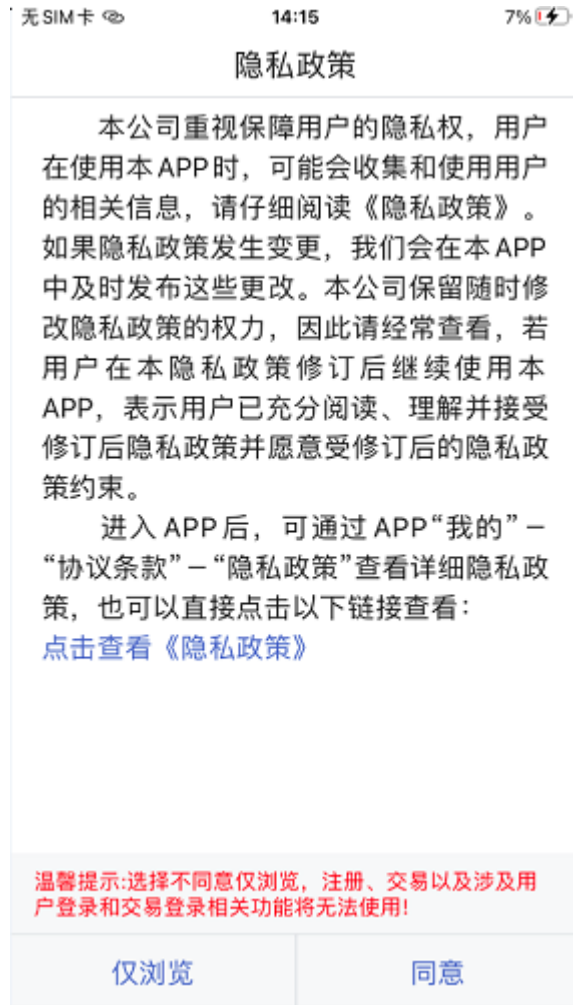 无SIM卡 14:15 7%
隐私政策
本公司重视保障用户的隐私权，用户
在使用本APP时，可能会收集和使用用户
的相关信息，请仔细阅读《隐私政策》。
如果隐私政策发生变更，我们会在本APP
中及时发布这些更改。本公司保留随时修
改隐私政策的权力，因此请经常查看，若
用户在本隐私政策修订后继续使用本
APP，表示用户已充分阅读、理解并接受
修订后隐私政策并愿意受修订后的隐私政
策约束。
进入APP后，可通过APP“我的”－
“协议条款”－“隐私政策”查看详细隐私政
策，也可以直接点击以下链接查看：
点击查看《隐私政策》
温馨提示:选择不同意仅浏览，注册、交易以及涉及用
户登录和交易登录相关功能将无法使用!
仅浏览 同意